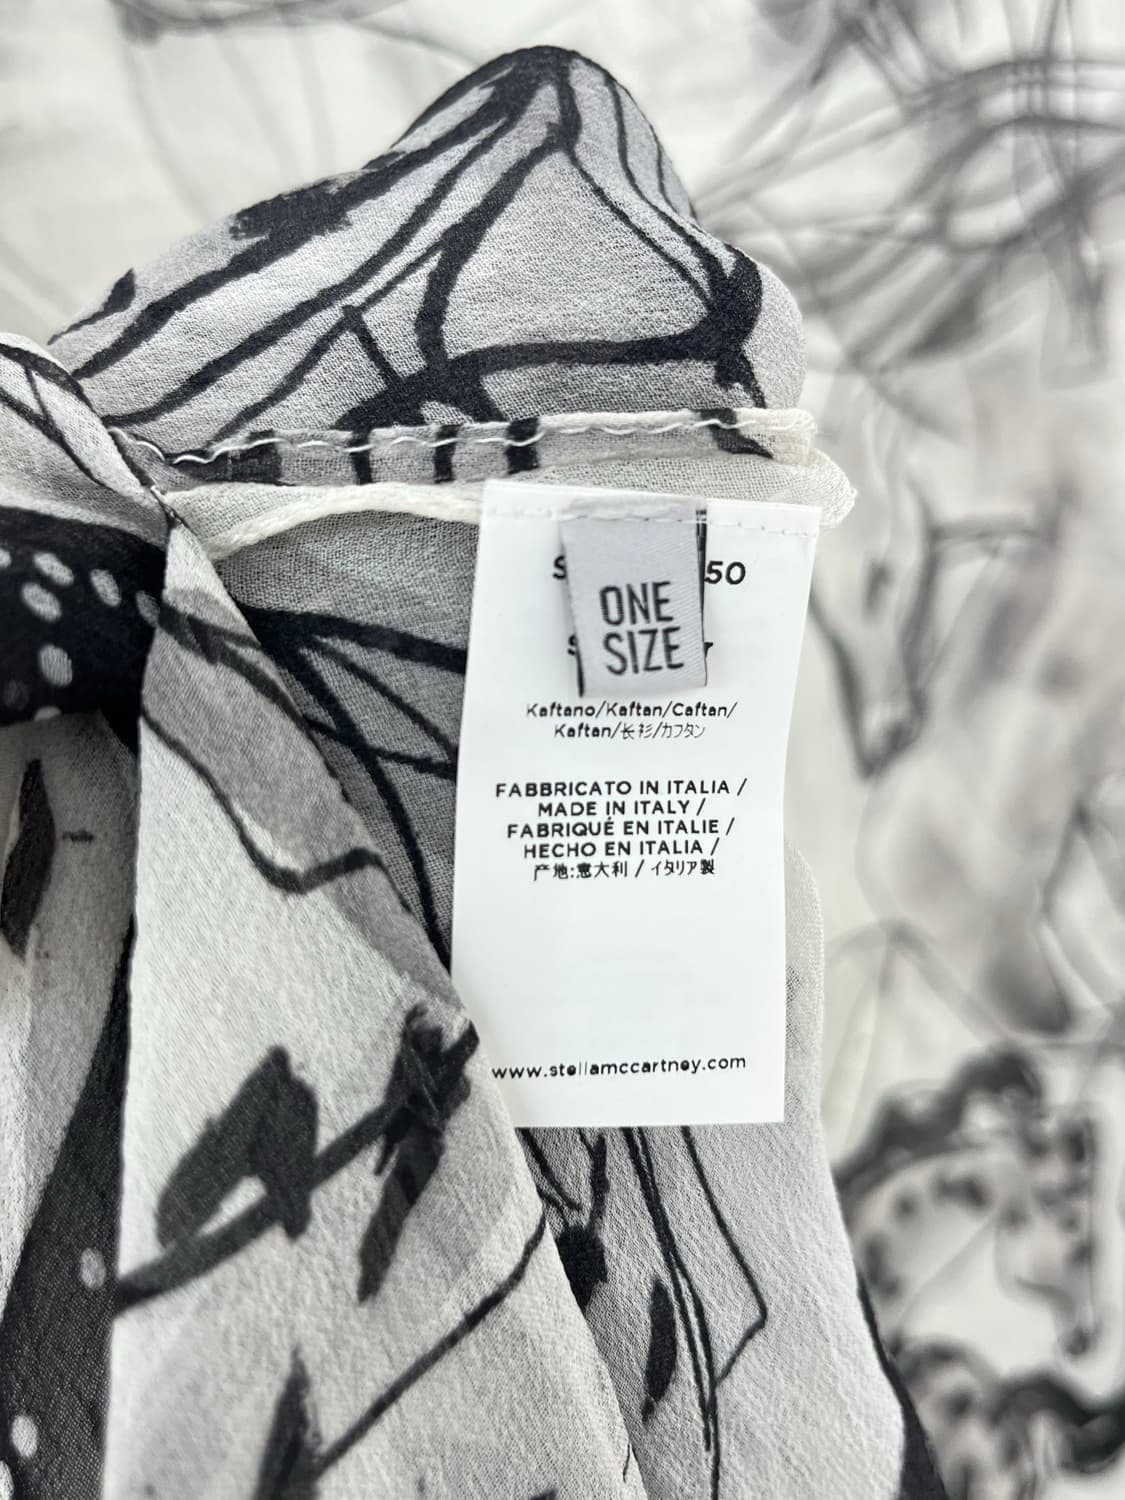 50
ONE
SIZE
Kaftano/Kaftan/Caftan/
Kaftan/长衫/カフタン
FABBRICATO IN ITALIA /
MADE IN ITALY /
FABRIQUÉ EN ITALIE /
HECHO EN ITALIA /
产地:意大利 / イタリア製
www.stellamccartney.com